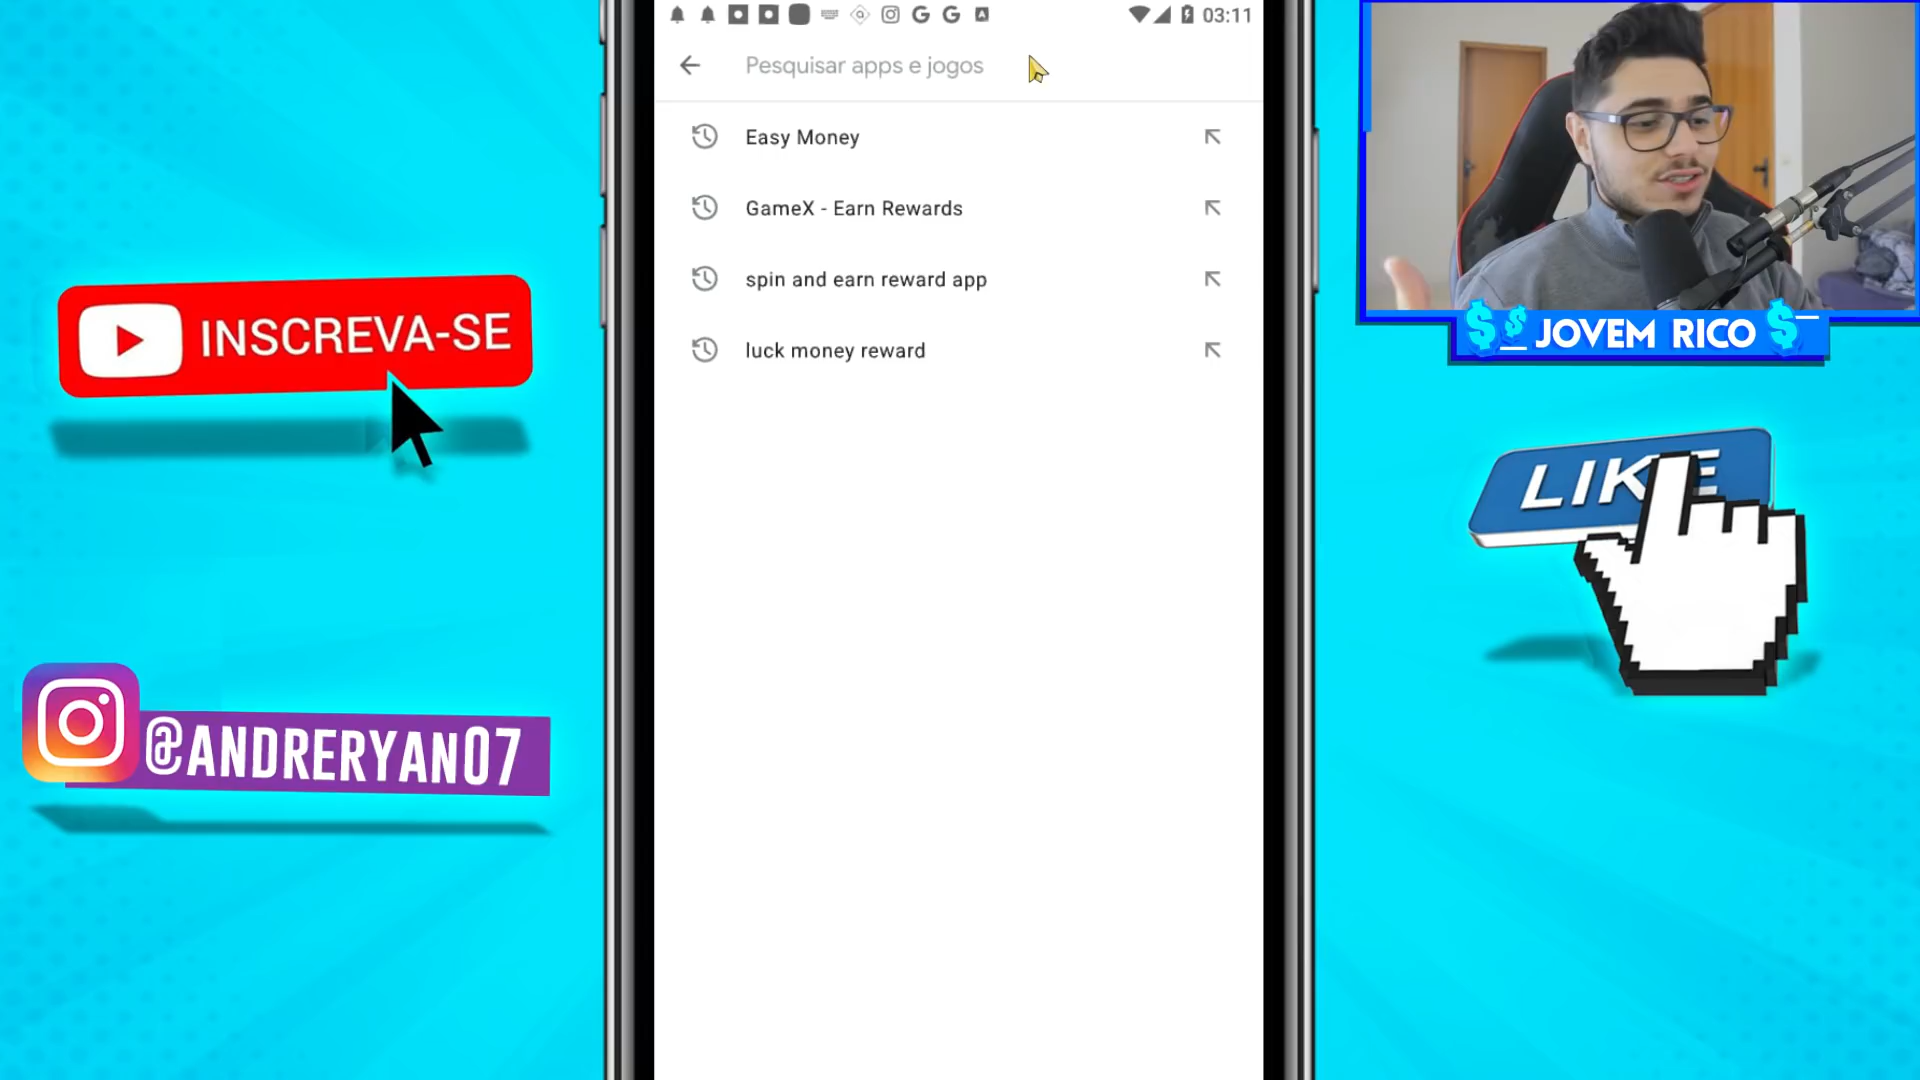 03:11
Pesquisar apps e jogos
Easy Money
GameX - Earn Rewards
spin and earn reward app
luck money reward
INSCREVA-SE
@ANDRERYAN07
$$ JOVEM RICO $
LIKE